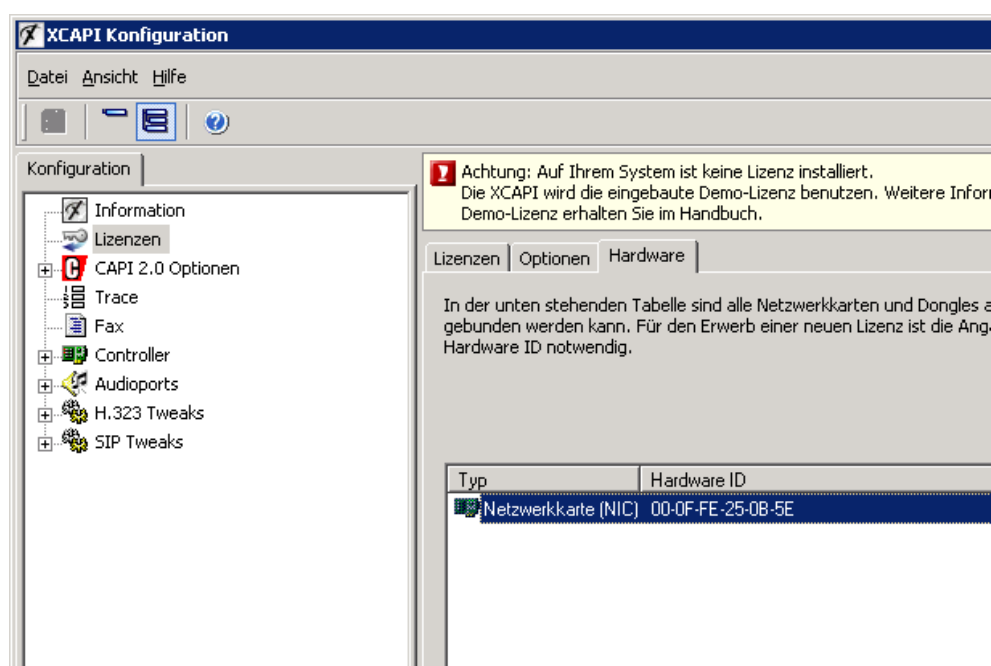 XCAPI Konfiguration
Datei Ansicht Hilfe
Konfiguration
Information
Lizenzen
CAPI 2.0 Optionen
Trace
Fax
Controller
Audioports
H.323 Tweaks
SIP Tweaks
Achtung: Auf Ihrem System ist keine Lizenz installiert.
Die XCAPI wird die eingebaute Demo-Lizenz benutzen. Weitere Infor
Demo-Lizenz erhalten Sie im Handbuch.
Lizenzen Optionen Hardware
In der unten stehenden Tabelle sind alle Netzwerkkarten und Dongles a
gebunden werden kann. Für den Erwerb einer neuen Lizenz ist die Ang
Hardware ID notwendig.
Typ Hardware ID
Netzwerkkarte (NIC) 00-0F-FE-25-0B-5E